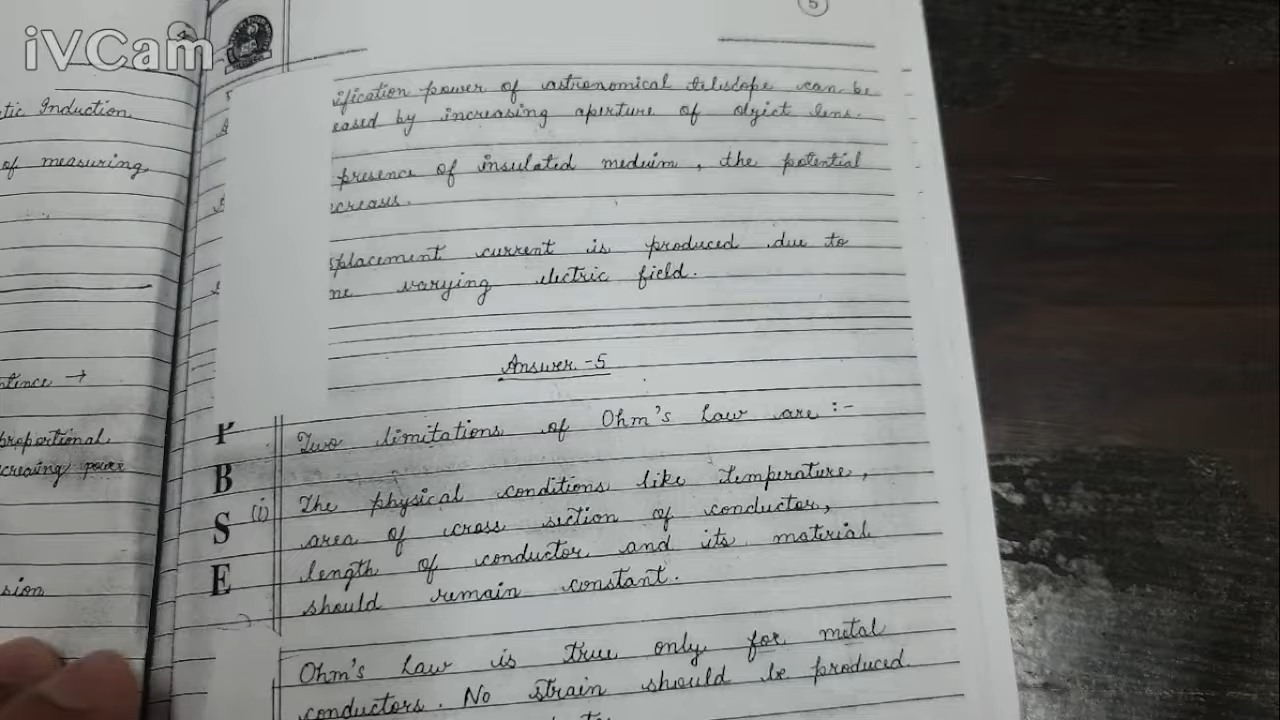 iVCam
5
tic Induction
of measuring
ntence →
proportional
creasing power
sion
ification power of astronomical teliscope can be
eased by increasing aperture of object lens.
presence of insulated meduim, the potential
creases.
splacement current is produced due to
varying electric field.
Answer - 5
P
B
S
E
Two limitations of Ohm's Law are :-
(i) The physical conditions like temperature,
area of cross section of conductor,
length of conductor and its material
should remain constant.
Ohm's Law is true only for metal
conductors. No strain should be produced